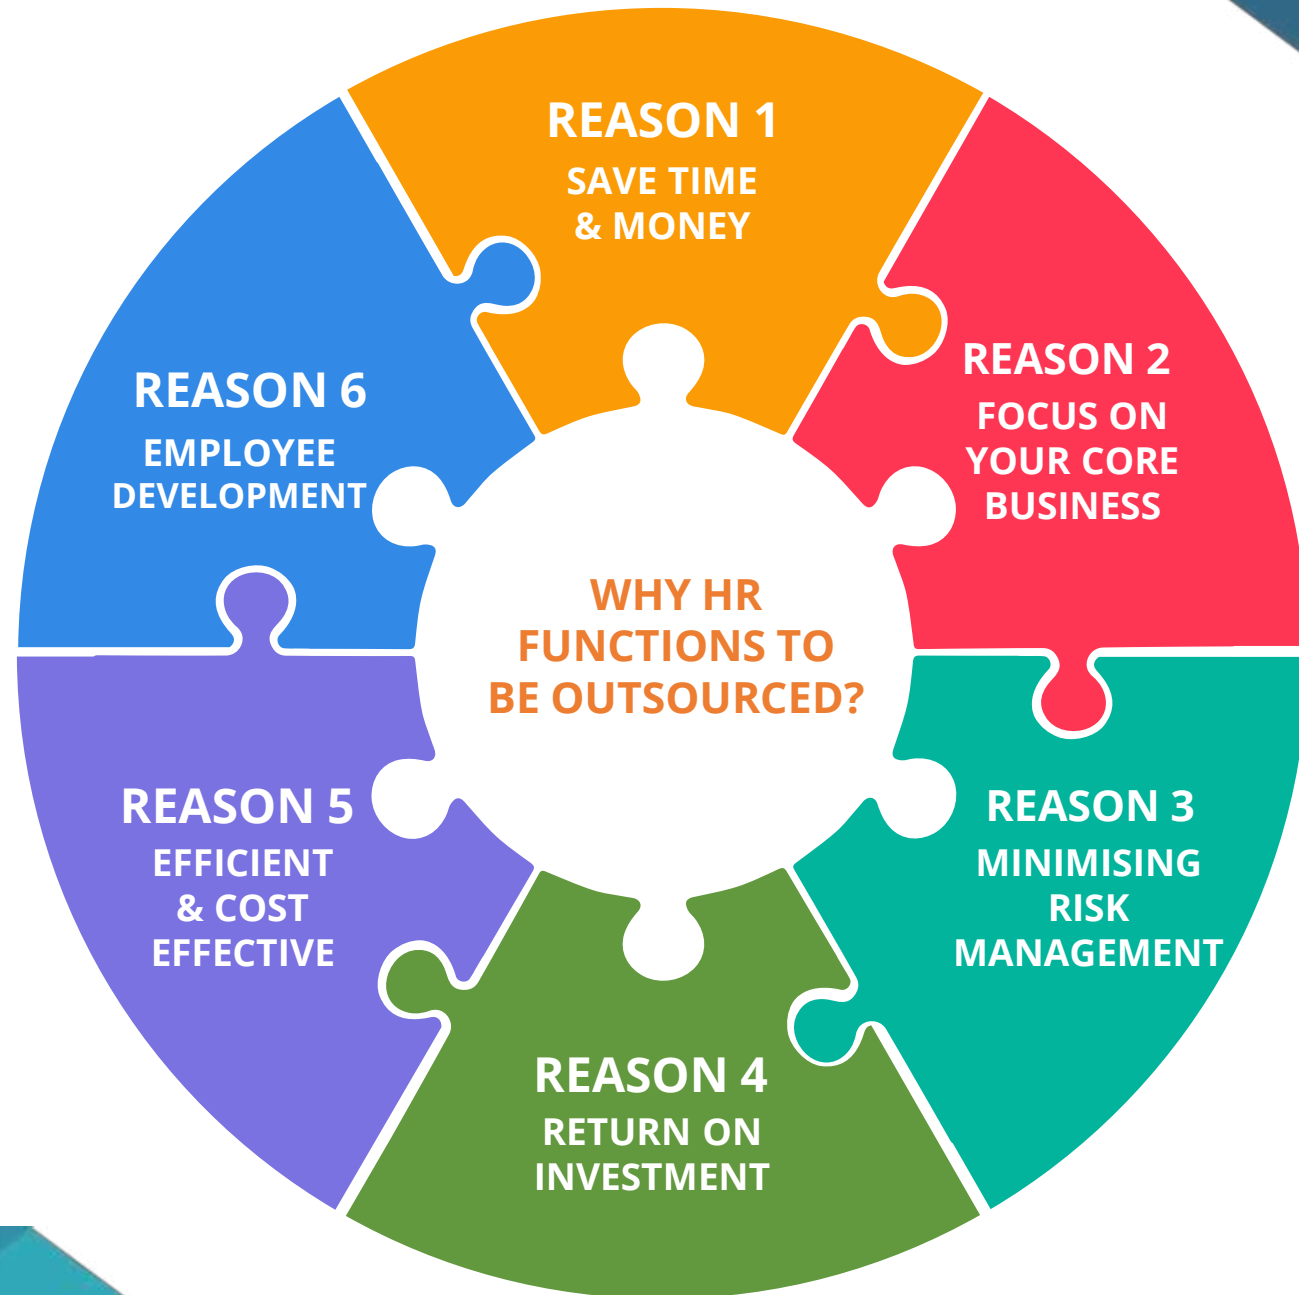 REASON 1
SAVE TIME
& MONEY
REASON 2
FOCUS ON
YOUR CORE
BUSINESS
REASON 3
MINIMISING
RISK
MANAGEMENT
REASON 4
RETURN ON
INVESTMENT
REASON 5
EFFICIENT
& COST
EFFECTIVE
REASON 6
EMPLOYEE
DEVELOPMENT
WHY HR
FUNCTIONS TO
BE OUTSOURCED?